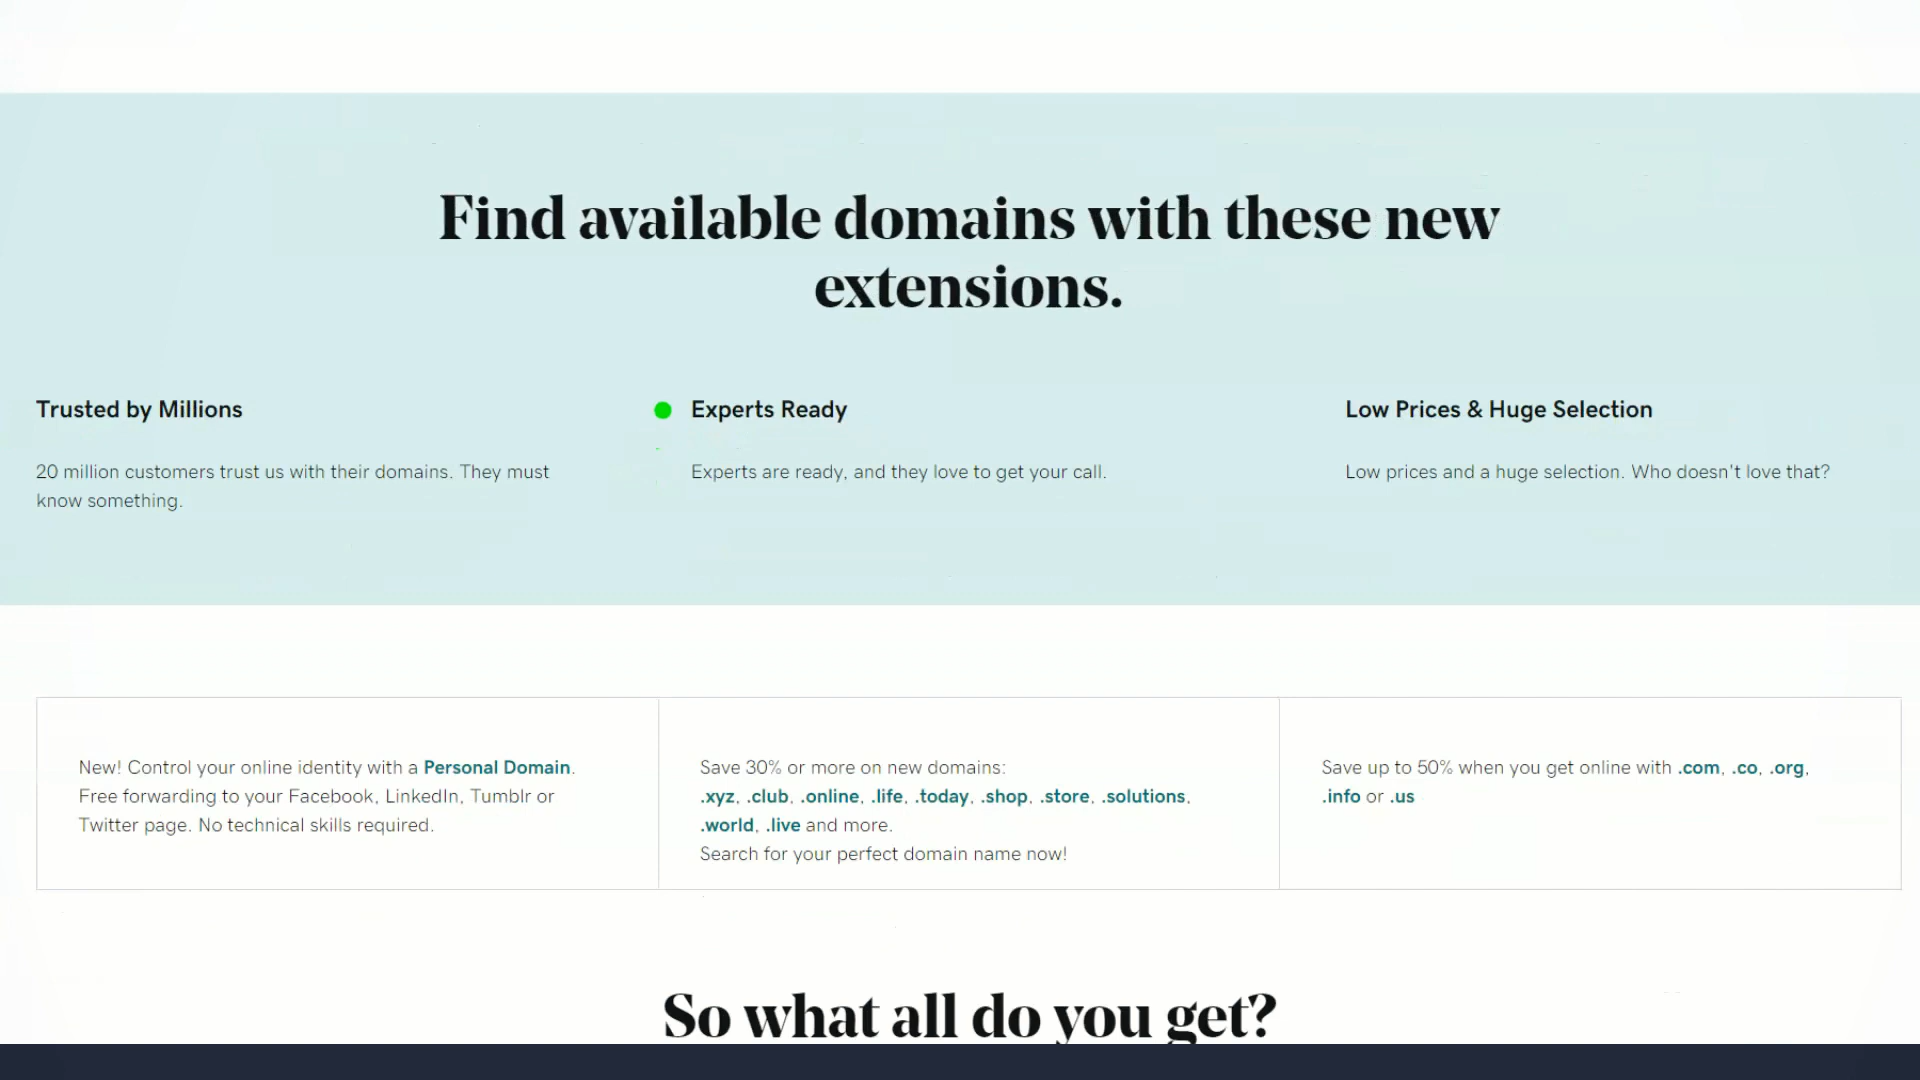 Find available domains with these new
extensions.
Trusted by Millions
20 million customers trust us with their domains. They must
know something.
Experts Ready
Experts are ready, and they love to get your call.
Low Prices & Huge Selection
Low prices and a huge selection. Who doesn't love that?
New! Control your online identity with a Personal Domain.
Free forwarding to your Facebook, LinkedIn, Tumblr or
Twitter page. No technical skills required.
Save 30% or more on new domains:
.xyz, .club, .online, .life, .today, .shop, .store, .solutions,
.world, .live and more.
Search for your perfect domain name now!
Save up to 50% when you get online with .com, .co, .org,
.info or .us
So what all do you get?